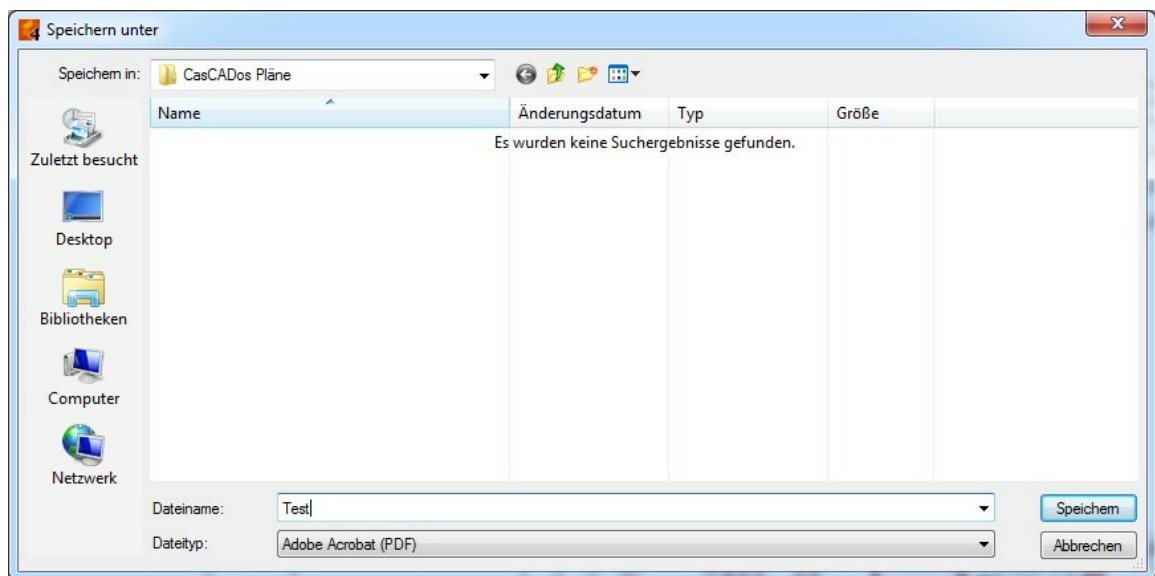 4 Speichern unter
Speichern in: CasCADos Pläne
Name Änderungsdatum Typ Größe
Es wurden keine Suchergebnisse gefunden.
Zuletzt besucht
Desktop
Bibliotheken
Computer
Netzwerk
Dateiname: Test Speichern
Dateityp: Adobe Acrobat (PDF) Abbrechen